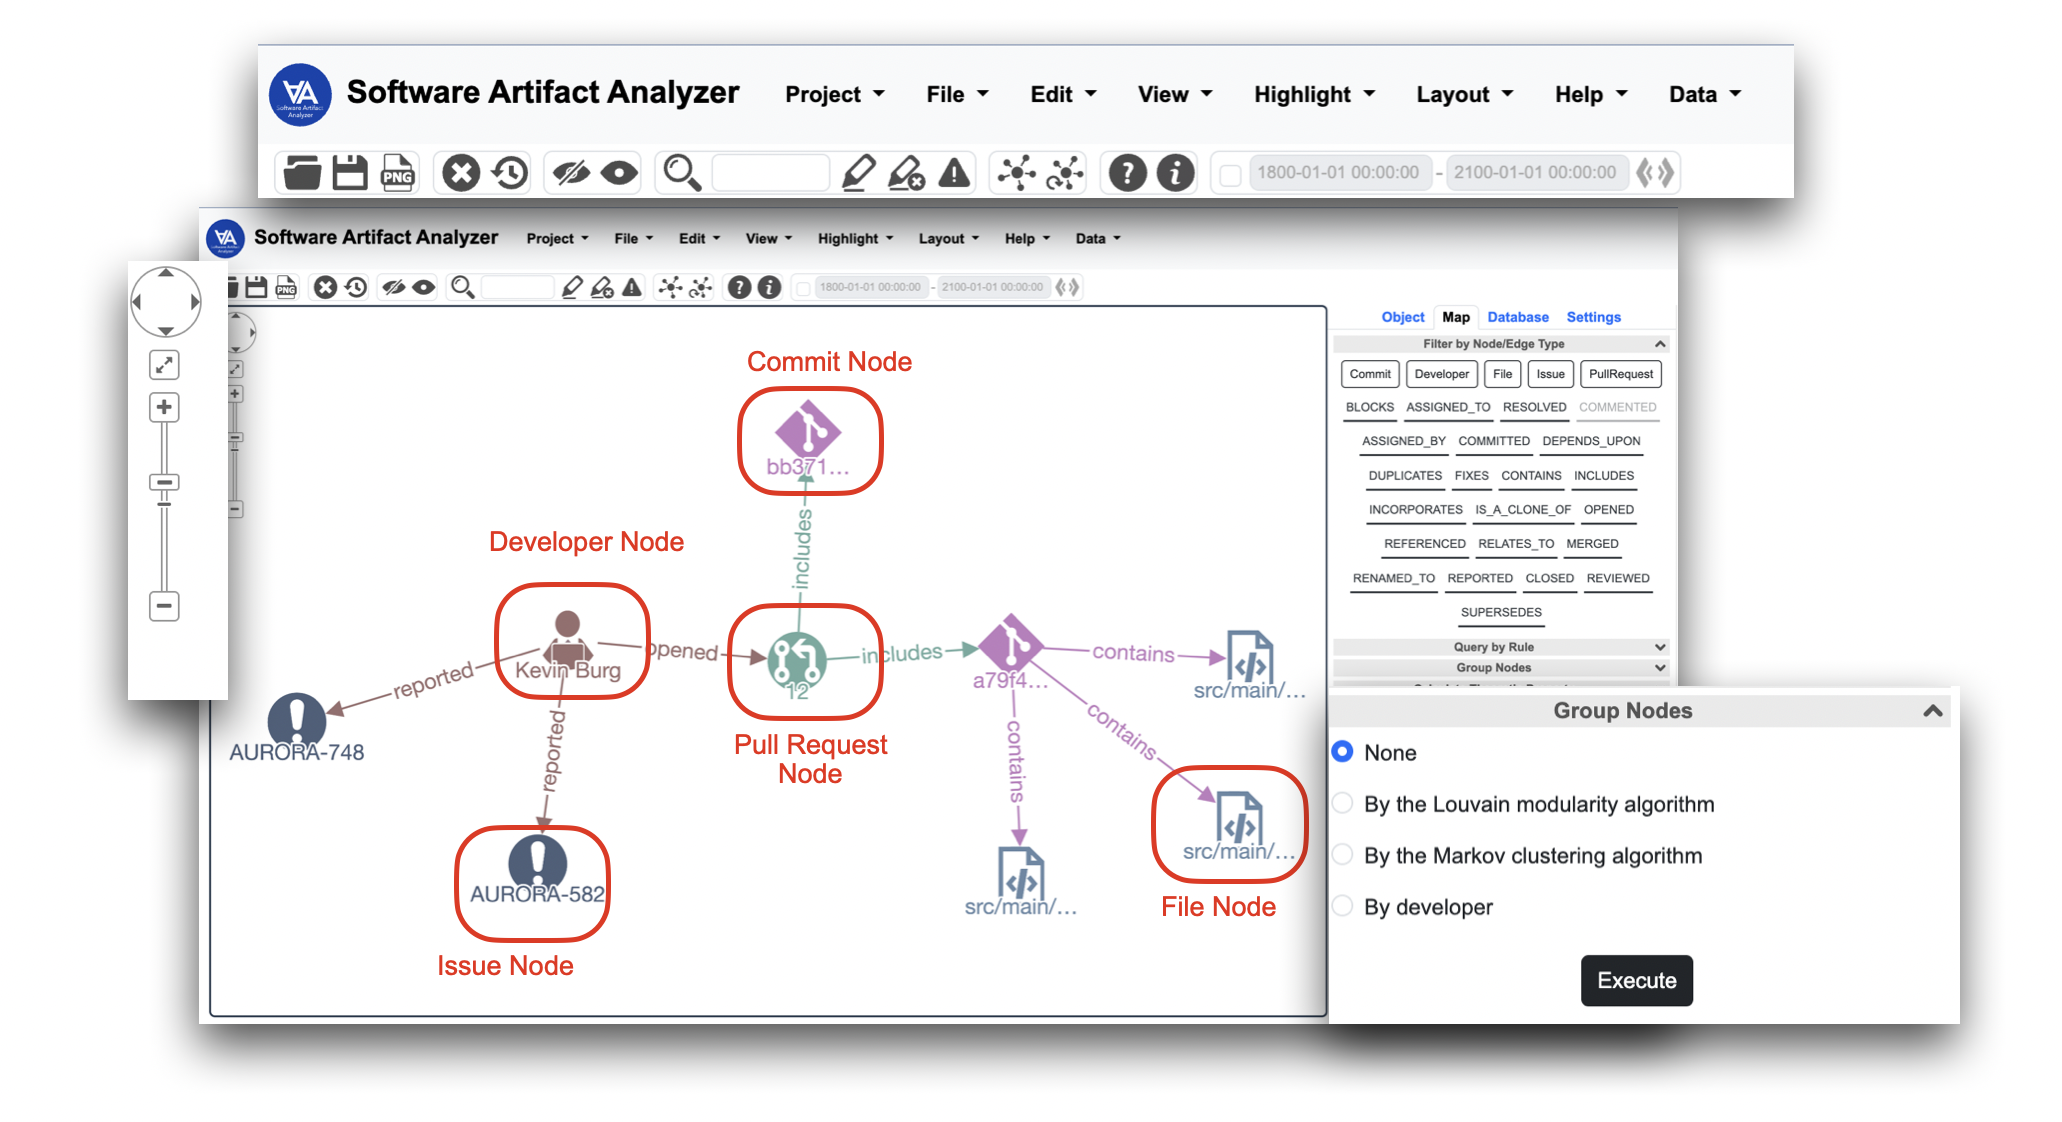 VA
Software Artifact
Analyzer
Software Artifact Analyzer Project File Edit View Highlight Layout Help Data
PNG ? i 1800-01-01 00:00:00 - 2100-01-01 00:00:00
VA
Software Artifact Analyzer Project File Edit View Highlight Layout Help Data
PNG ? i 1800-01-01 00:00:00 - 2100-01-01 00:00:00
Object Map Database Settings
Filter by Node/Edge Type
Commit Developer File Issue PullRequest
BLOCKS ASSIGNED_TO RESOLVED COMMENTED
ASSIGNED_BY COMMITTED DEPENDS_UPON
DUPLICATES FIXES CONTAINS INCLUDES
INCORPORATES IS_A_CLONE_OF OPENED
REFERENCED RELATES_TO MERGED
RENAMED_TO REPORTED CLOSED REVIEWED
SUPERSEDES
Query by Rule
Group Nodes
Commit Node
bb371...
includes
Developer Node
Kevin Burg
opened
12
includes
a79f4...
contains
src/main/...
reported
AURORA-748
reported
Pull Request
Node
contains
contains
src/main/...
AURORA-582
src/main/...
File Node
Issue Node
Group Nodes
None
By the Louvain modularity algorithm
By the Markov clustering algorithm
By developer
Execute